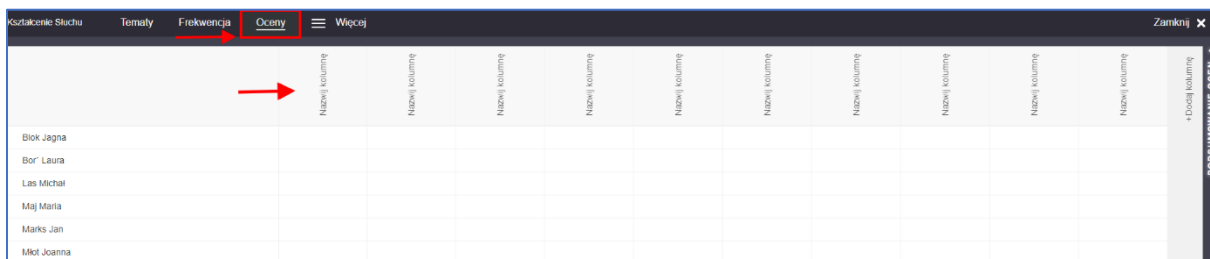 Kształcenie Słuchu Tematy Frekwencja Oceny Więcej Zamknij ×
Nazwij kolumnę
Nazwij kolumnę
Nazwij kolumnę
Nazwij kolumnę
Nazwij kolumnę
Nazwij kolumnę
Nazwij kolumnę
Nazwij kolumnę
Nazwij kolumnę
Nazwij kolumnę
+ Dodaj kolumnę
Blok Jagna
Bor˘ Laura
Las Michał
Maj Maria
Marks Jan
Młot Joanna